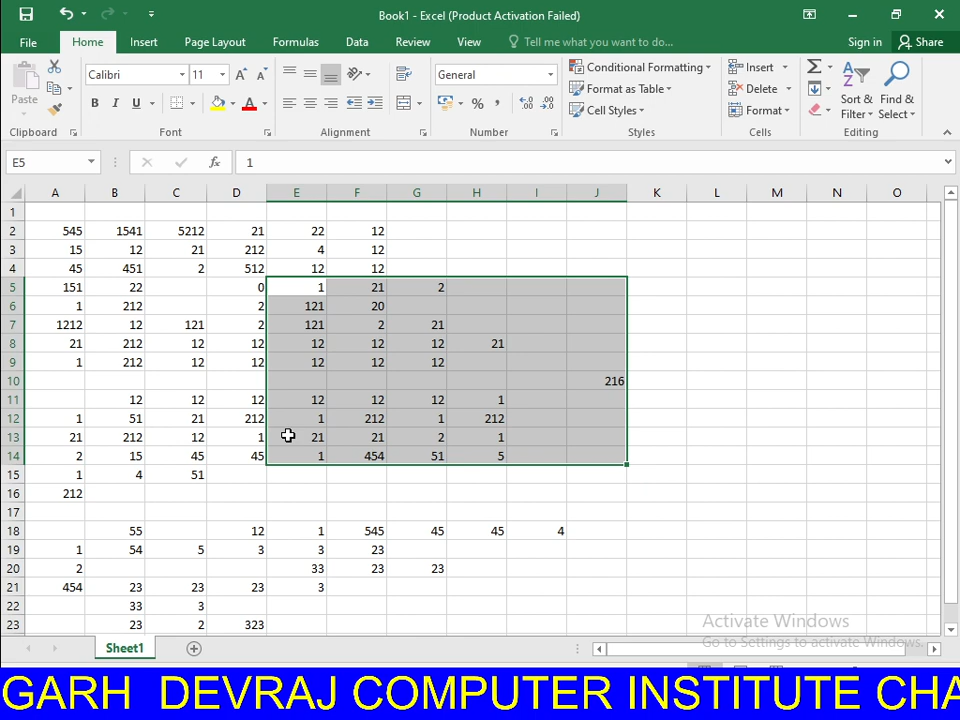 Book1 - Excel (Product Activation Failed)
File Home Insert Page Layout Formulas Data Review View Tell me what you want to do... Sign in Share
Paste Calibri 11 General Conditional Formatting Insert
B I U % , Format as Table Delete Sort & Find &
Cell Styles Format Filter Select
Clipboard Font Alignment Number Styles Cells Editing
E5 fx 1
A B C D E F G H I J K L M N O
1
2 545 1541 5212 21 22 12
3 15 12 21 212 4 12
4 45 451 2 512 12 12
5 151 22 0 1 21 2
6 1 212 2 121 20
7 1212 12 121 2 121 2 21
8 21 212 12 12 12 12 12 21
9 1 212 12 12 12 12 12
10 216
11 12 12 12 12 12 12 1
12 1 51 21 212 1 212 1 212
13 21 212 12 1 21 21 2 1
14 2 15 45 45 1 454 51 5
15 1 4 51
16 212
17
18 55 12 1 545 45 45 4
19 1 54 5 3 3 23
20 2 33 23 23
21 454 23 23 23 3
22 33 3
23 23 2 323
Activate Windows
Go to Settings to activate Windows.
Sheet1
GARH DEVRAJ COMPUTER INSTITUTE CHA